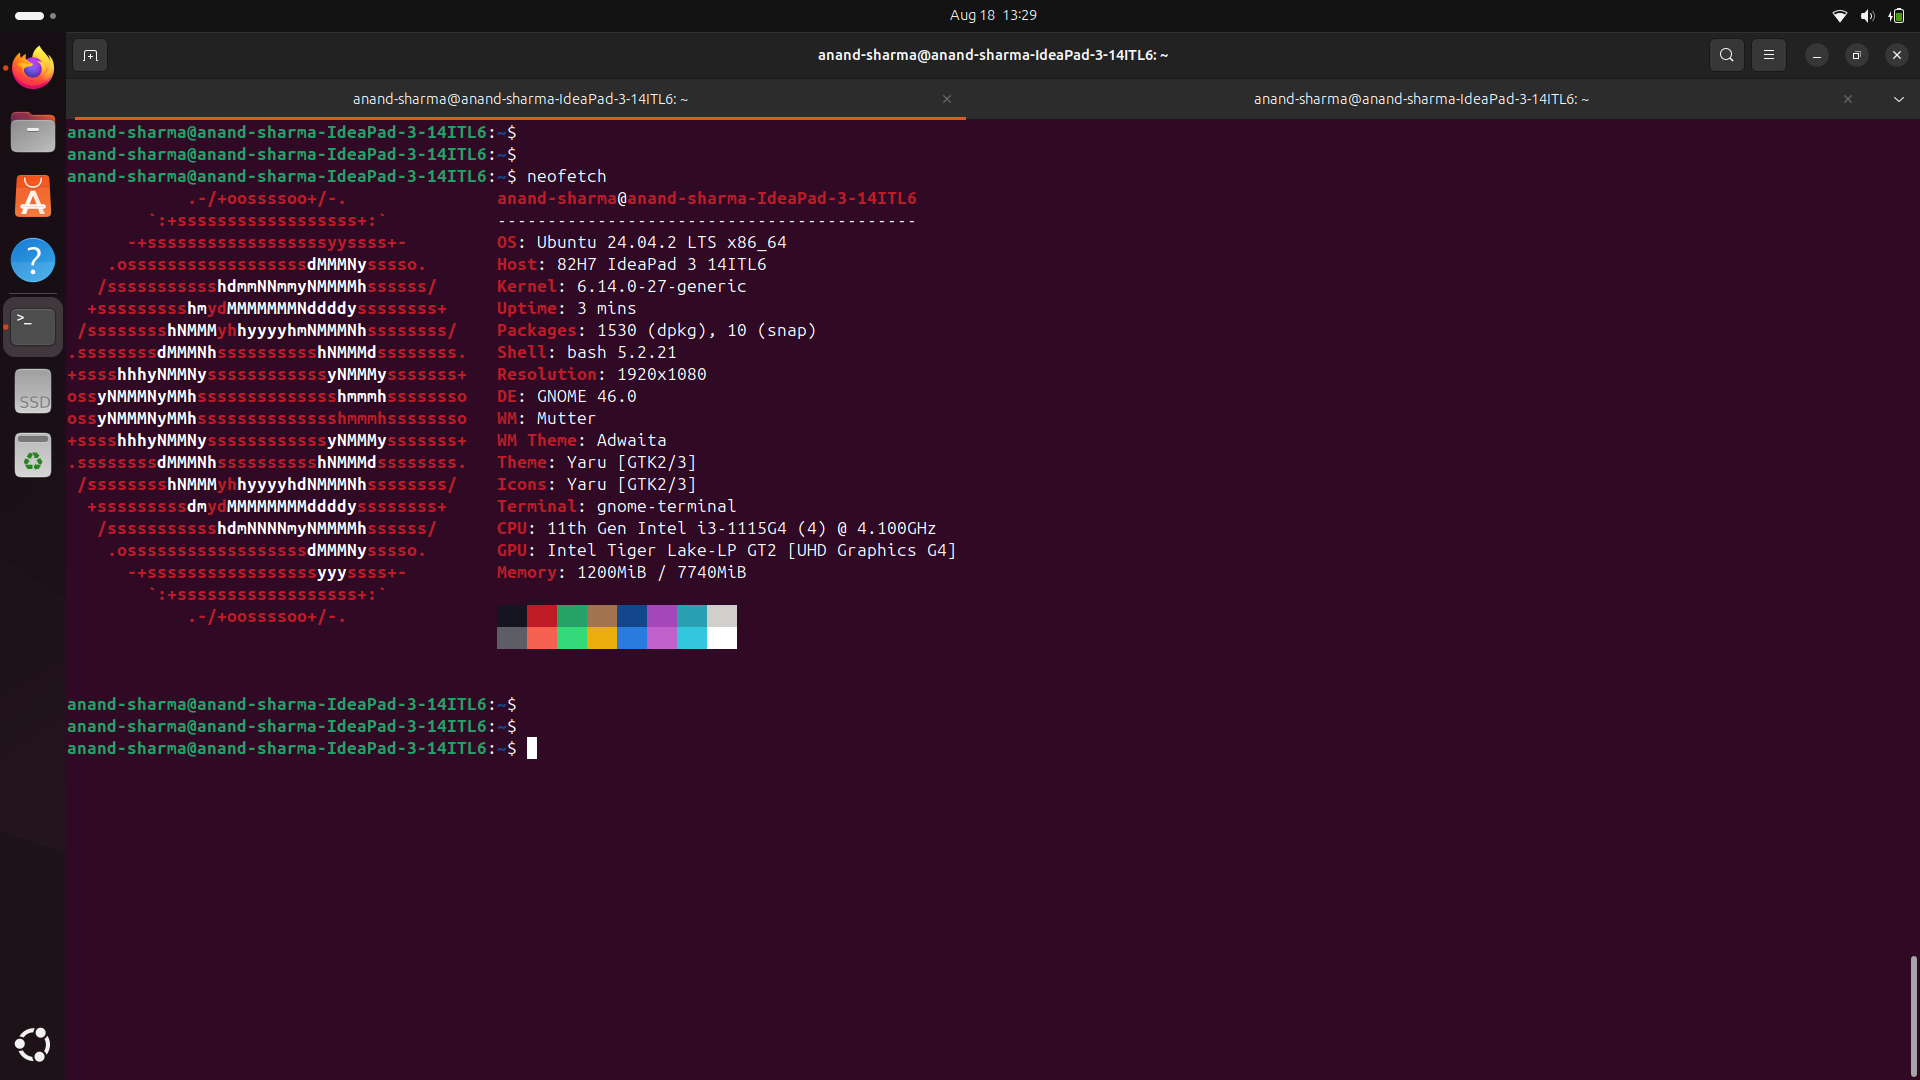 Aug 18 13:29
anand-sharma@anand-sharma-IdeaPad-3-14ITL6: ~
anand-sharma@anand-sharma-IdeaPad-3-14ITL6: ~
anand-sharma@anand-sharma-IdeaPad-3-14ITL6: ~
anand-sharma@anand-sharma-IdeaPad-3-14ITL6:~$
anand-sharma@anand-sharma-IdeaPad-3-14ITL6:~$
anand-sharma@anand-sharma-IdeaPad-3-14ITL6:~$ neofetch
.-/+oossssoo+/-. anand-sharma@anand-sharma-IdeaPad-3-14ITL6
`:+ssssssssssssssssss+:` ------------------------------------------
-+ssssssssssssssssssyyssss+- OS: Ubuntu 24.04.2 LTS x86_64
.ossssssssssssssssssdMMMNysssso. Host: 82H7 IdeaPad 3 14ITL6
/ssssssssssshdmmNNmmyNMMMMhssssss/ Kernel: 6.14.0-27-generic
+ssssssssshmydMMMMMMMNddddyssssssss+ Uptime: 3 mins
/sssssssshNMMMyhhyyyyhmNMMMNhssssssss/ Packages: 1530 (dpkg), 10 (snap)
.ssssssssdMMMNhsssssssssshNMMMdssssssss. Shell: bash 5.2.21
+sssshhhyNMMNyssssssssssssyNMMMysssssss+ Resolution: 1920x1080
ossyNMMMNyMMhsssssssssssssshmmmhssssssso DE: GNOME 46.0
ossyNMMMNyMMhsssssssssssssshmmmhssssssso WM: Mutter
+sssshhhyNMMNyssssssssssssyNMMMysssssss+ WM Theme: Adwaita
.ssssssssdMMMNhsssssssssshNMMMdssssssss. Theme: Yaru [GTK2/3]
/sssssssshNMMMyhhyyyyhdNMMMNhssssssss/ Icons: Yaru [GTK2/3]
+sssssssssdmydMMMMMMMMddddyssssssss+ Terminal: gnome-terminal
/ssssssssssshdmNNNNmyNMMMMhssssss/ CPU: 11th Gen Intel i3-1115G4 (4) @ 4.100GHz
.ossssssssssssssssssdMMMNysssso. GPU: Intel Tiger Lake-LP GT2 [UHD Graphics G4]
-+sssssssssssssssssyyyssss+- Memory: 1200MiB / 7740MiB
`:+ssssssssssssssssss+:`
.-/+oossssoo+/-.
anand-sharma@anand-sharma-IdeaPad-3-14ITL6:~$
anand-sharma@anand-sharma-IdeaPad-3-14ITL6:~$
anand-sharma@anand-sharma-IdeaPad-3-14ITL6:~$
SSD